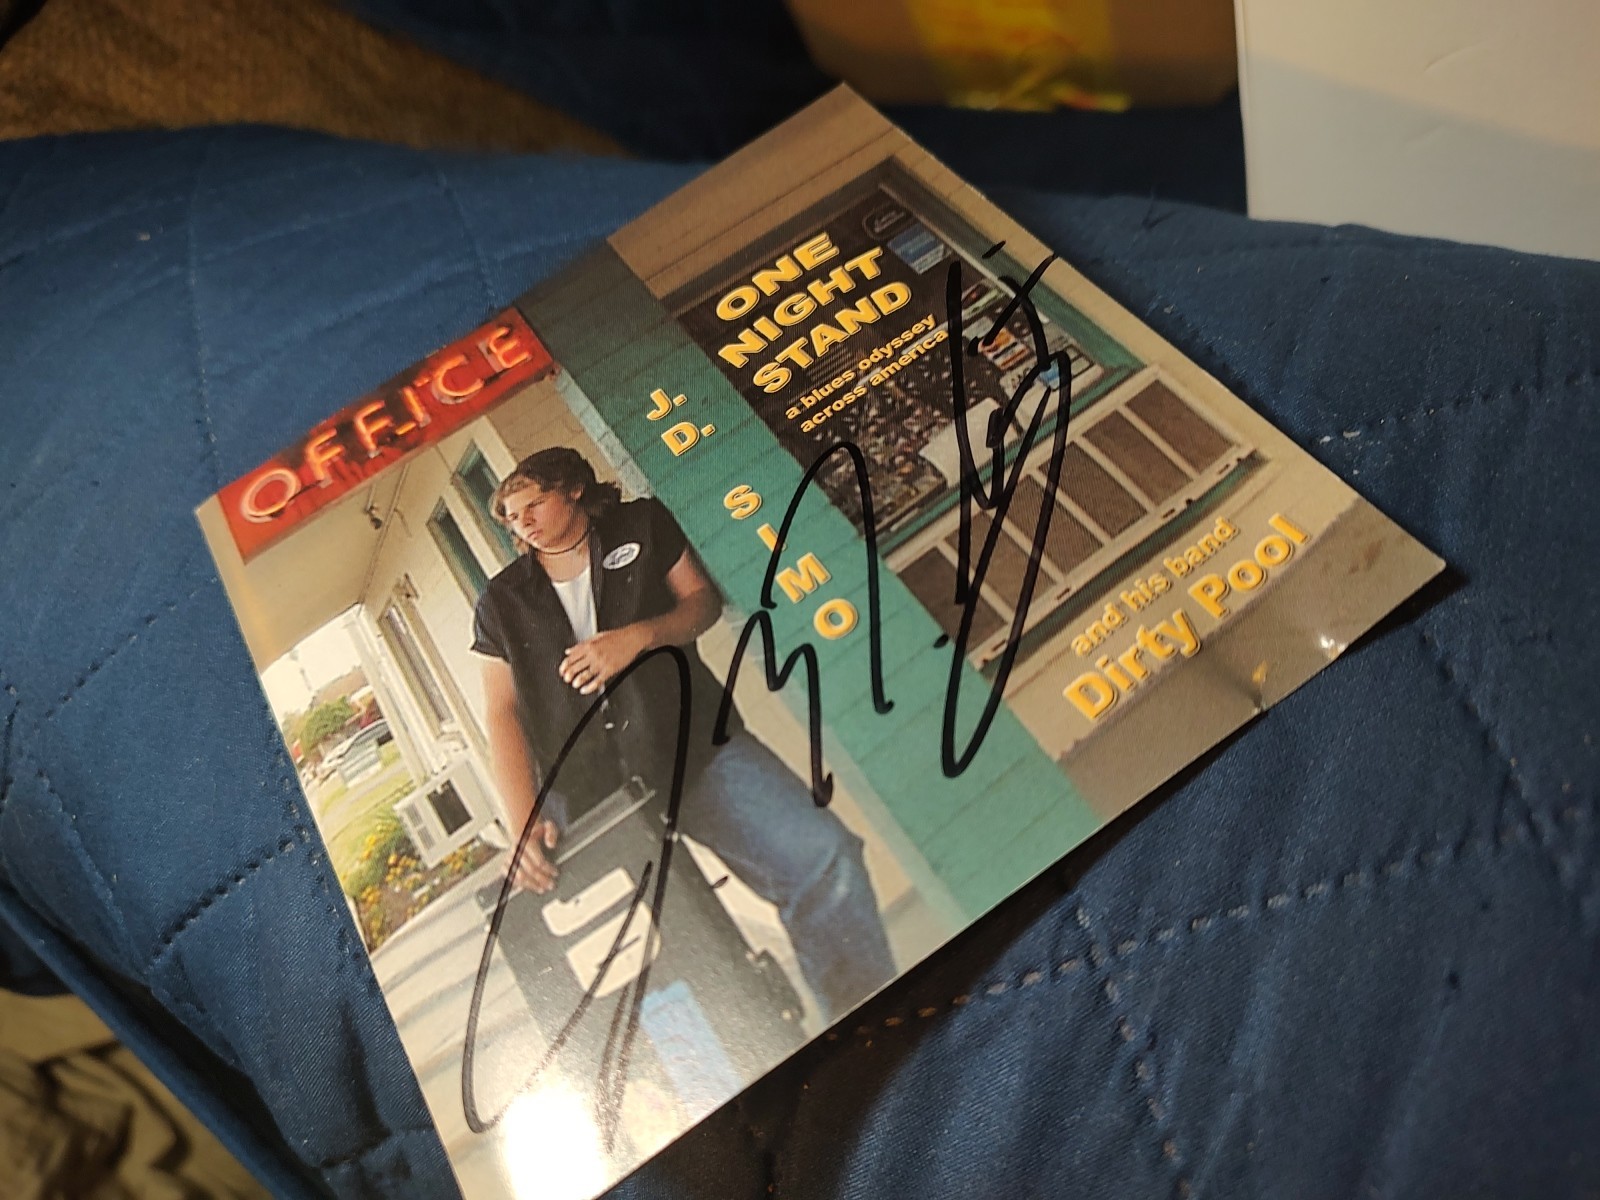 OFFICE
J.
D.
SIMO
ONE
NIGHT
STAND
a blues odyssey
across america
and his band
Dirty Pool